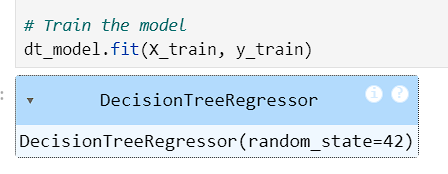 # Train the model
dt_model.fit(X_train, y_train)
▾ DecisionTreeRegressor i ?
DecisionTreeRegressor(random_state=42)